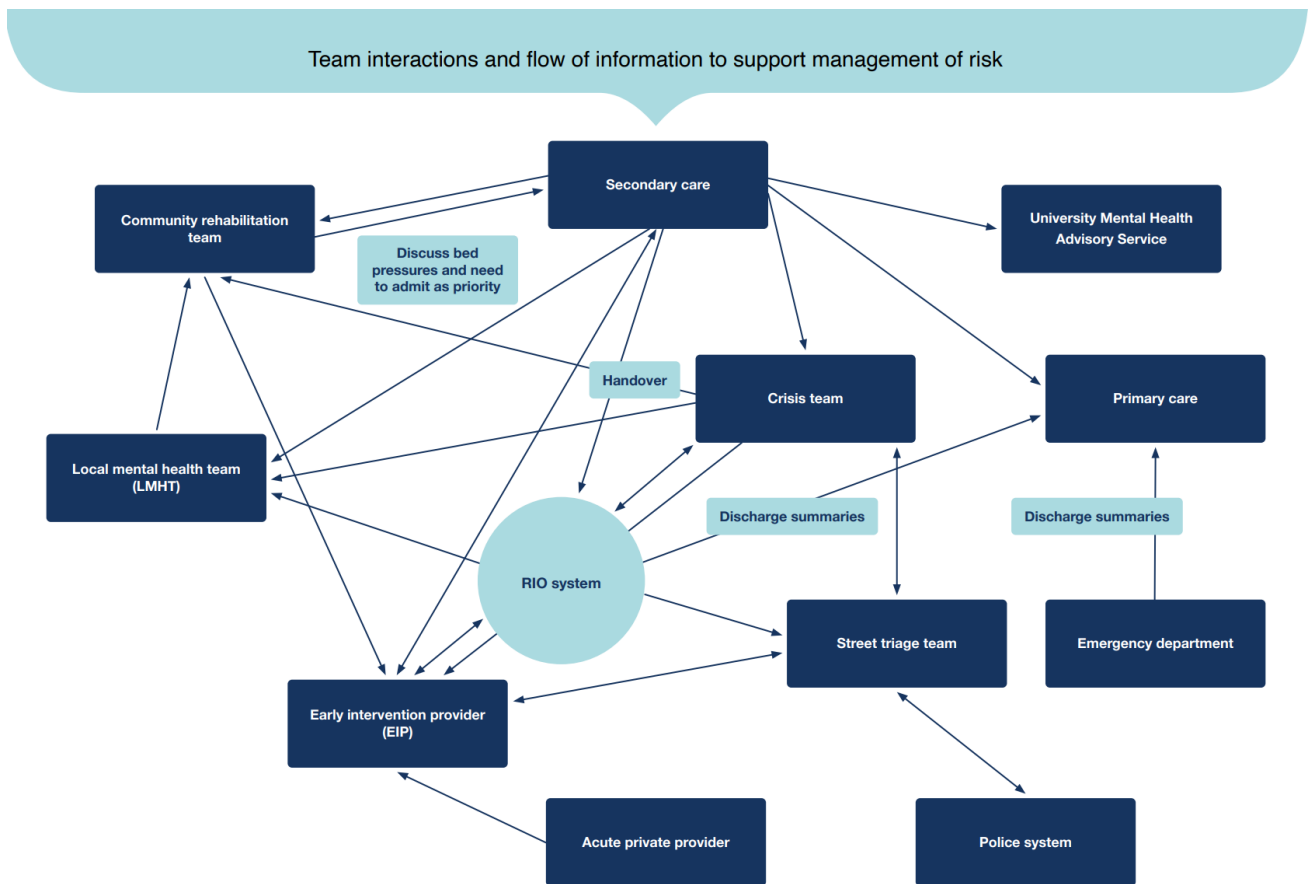 Team interactions and flow of information to support management of risk
Secondary care
Community rehabilitation
team
University Mental Health
Advisory Service
Discuss bed
pressures and need
to admit as priority
Handover
Crisis team
Primary care
Local mental health team
(LMHT)
Discharge summaries
Discharge summaries
RIO system
Street triage team
Emergency department
Early intervention provider
(EIP)
Acute private provider
Police system